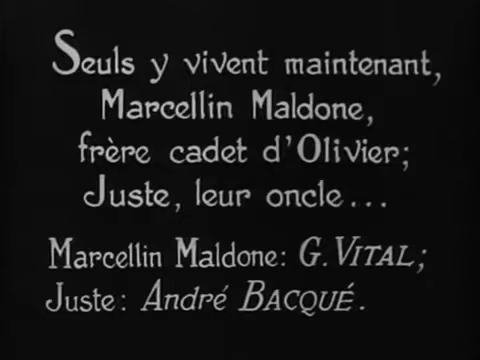 Seuls y vivent maintenant,
Marcellin Maldone,
frère cadet d'Olivier;
Juste, leur oncle...
Marcellin Maldone: G. VITAL;
Juste: André BACQUÉ.